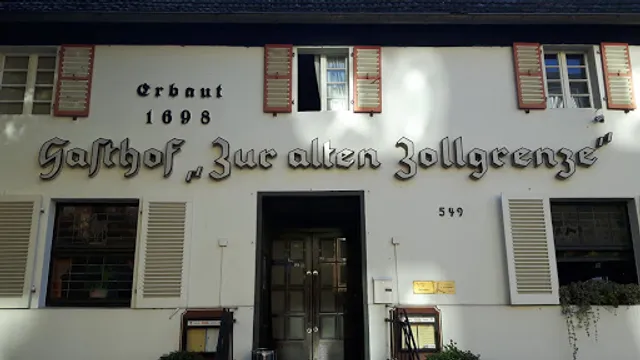 Erbaut
1698
Gasthof „Zur alten Zollgrenze"
549